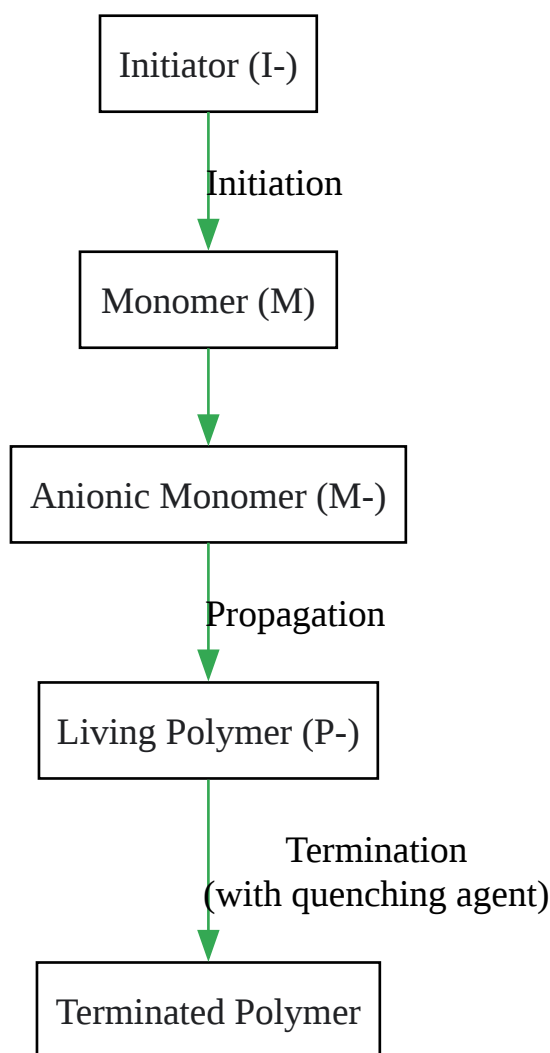 Initiator (I-)
Initiation
Monomer (M)
Anionic Monomer (M-)
Propagation
Living Polymer (P-)
Termination
(with quenching agent)
Terminated Polymer